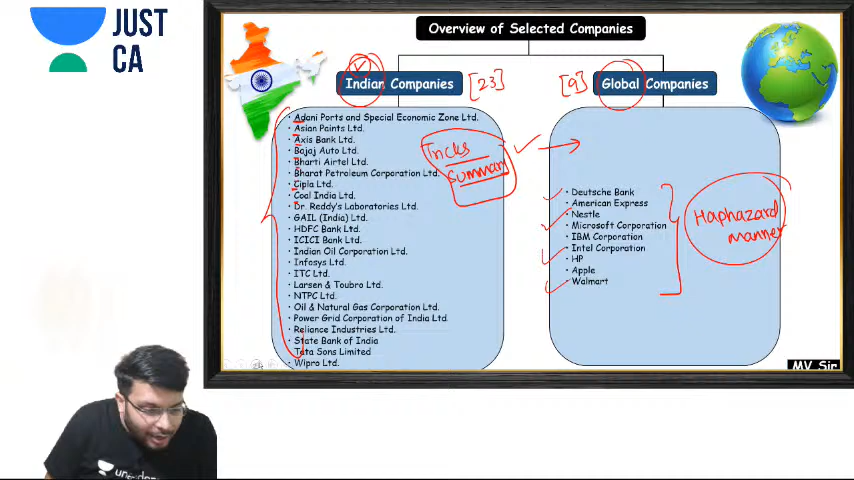 JUST
CA
Overview of Selected Companies
Indian Companies
[23]
[9]
Global Companies
• Adani Ports and Special Economic Zone Ltd.
• Asian Paints Ltd.
• Axis Bank Ltd.
• Bajaj Auto Ltd.
• Bharti Airtel Ltd.
• Bharat Petroleum Corporation Ltd.
• Cipla Ltd.
• Coal India Ltd.
• Dr. Reddy's Laboratories Ltd.
• GAIL (India) Ltd.
• HDFC Bank Ltd.
• ICICI Bank Ltd.
• Indian Oil Corporation Ltd.
• Infosys Ltd.
• ITC Ltd.
• Larsen & Toubro Ltd.
• NTPC Ltd.
• Oil & Natural Gas Corporation Ltd.
• Power Grid Corporation of India Ltd.
• Reliance Industries Ltd.
• State Bank of India
• Tata Sons Limited
• Wipro Ltd.
Tricks
Summary
• Deutsche Bank
• American Express
• Nestle
• Microsoft Corporation
• IBM Corporation
• Intel Corporation
• HP
• Apple
• Walmart
Haphazard
manner
MV Sir